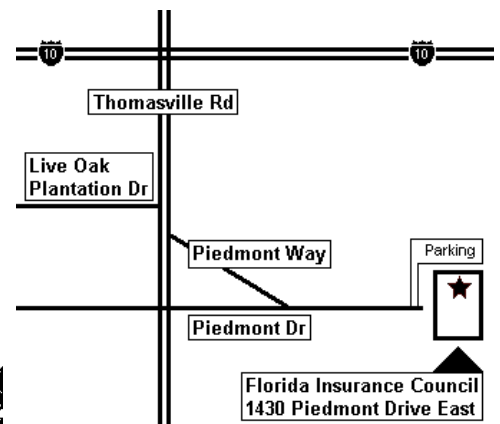 10
10
Thomasville Rd
Live Oak
Plantation Dr
Piedmont Way
Parking
Piedmont Dr
Florida Insurance Council
1430 Piedmont Drive East